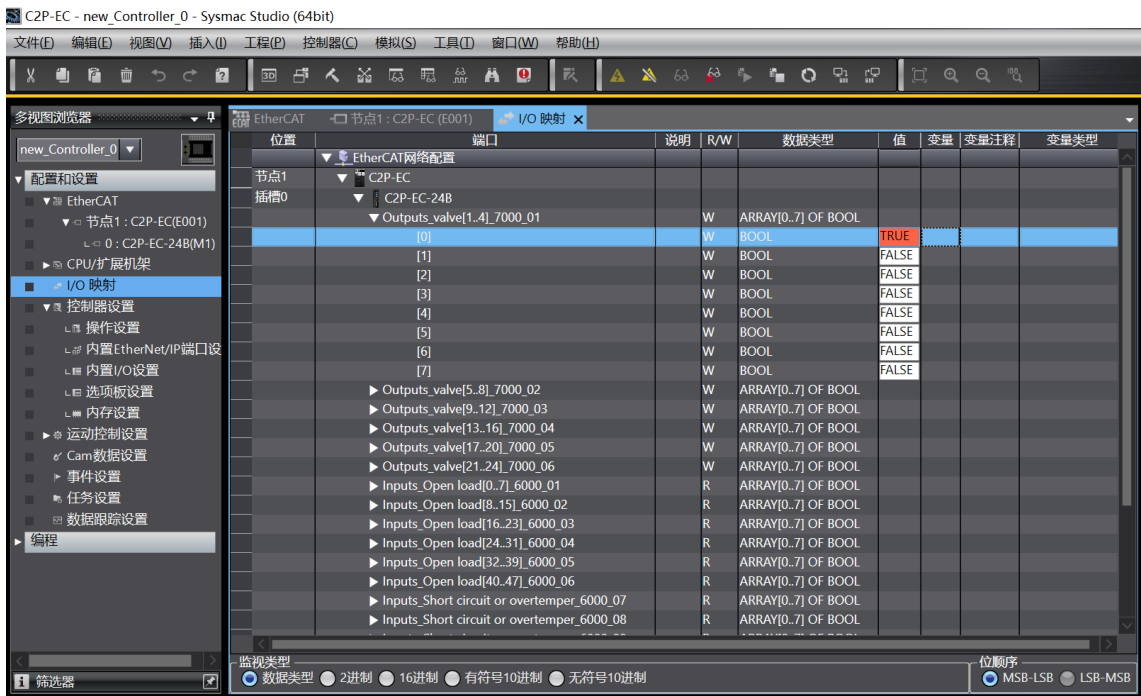 C2P-EC - new_Controller_0 - Sysmac Studio (64bit)
文件(F) 编辑(E) 视图(V) 插入(I) 工程(P) 控制器(C) 模拟(S) 工具(T) 窗口(W) 帮助(H)
多视图浏览器
new_Controller_0
配置和设置
EtherCAT
节点1 : C2P-EC(E001)
0 : C2P-EC-24B(M1)
CPU/扩展机架
I/O 映射
控制器设置
操作设置
内置EtherNet/IP端口设
内置I/O设置
选项板设置
内存设置
运动控制设置
Cam数据设置
事件设置
任务设置
数据跟踪设置
编程
筛选器
EtherCAT 节点1 : C2P-EC (E001) I/O 映射
位置 端口 说明 R/W 数据类型 值 变量 变量注释 变量类型
EtherCAT网络配置
节点1 C2P-EC
插槽0 C2P-EC-24B
Outputs_valve[1..4]_7000_01 W ARRAY[0..7] OF BOOL
[0] W BOOL TRUE
[1] W BOOL FALSE
[2] W BOOL FALSE
[3] W BOOL FALSE
[4] W BOOL FALSE
[5] W BOOL FALSE
[6] W BOOL FALSE
[7] W BOOL FALSE
Outputs_valve[5..8]_7000_02 W ARRAY[0..7] OF BOOL
Outputs_valve[9..12]_7000_03 W ARRAY[0..7] OF BOOL
Outputs_valve[13..16]_7000_04 W ARRAY[0..7] OF BOOL
Outputs_valve[17..20]_7000_05 W ARRAY[0..7] OF BOOL
Outputs_valve[21..24]_7000_06 W ARRAY[0..7] OF BOOL
Inputs_Open load[0..7]_6000_01 R ARRAY[0..7] OF BOOL
Inputs_Open load[8..15]_6000_02 R ARRAY[0..7] OF BOOL
Inputs_Open load[16..23]_6000_03 R ARRAY[0..7] OF BOOL
Inputs_Open load[24..31]_6000_04 R ARRAY[0..7] OF BOOL
Inputs_Open load[32..39]_6000_05 R ARRAY[0..7] OF BOOL
Inputs_Open load[40..47]_6000_06 R ARRAY[0..7] OF BOOL
Inputs_Short circuit or overtemper_6000_07 R ARRAY[0..7] OF BOOL
Inputs_Short circuit or overtemper_6000_08 R ARRAY[0..7] OF BOOL
监视类型 位顺序
数据类型 2进制 16进制 有符号10进制 无符号10进制 MSB-LSB LSB-MSB